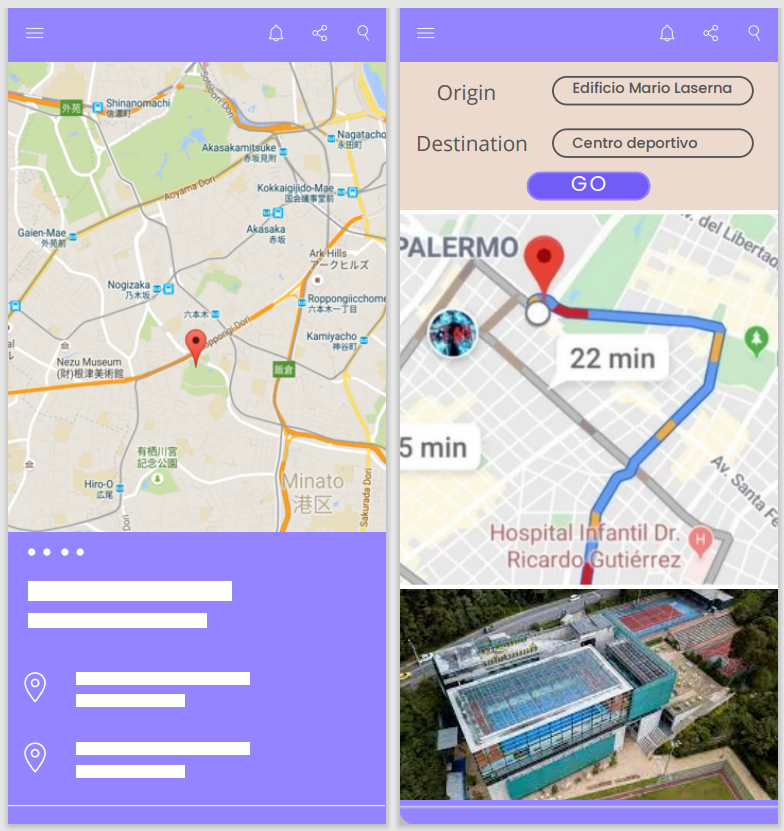 Sotobori Dori
外苑
Shinanomachi
信濃町
Nagatacho
永田町
Akasakamitsuke
赤坂見附
Aoyama Dori
Kokkaigijido-Mae
国会議事堂前
Gaien-Mae
外苑前
Akasaka
赤坂
Ark Hills
アークヒルズ
Nogizaka
乃木坂
Roppongiicchome
六本木一丁目
六本木
Roppongi Dori
Kamiyacho
神谷町
Nezu Museum
(財)根津美術館
飯倉
有栖川宮
記念公園
Hiro-O
広尾
Minato
港区
Sakurada Dori
Dori
Origin
Edificio Mario Laserna
Destination
Centro deportivo
GO
PALERMO
Av. del Libertad
22 min
5 min
Av. Santa Fe
Hospital Infantil Dr.
Ricardo Gutiérrez
H